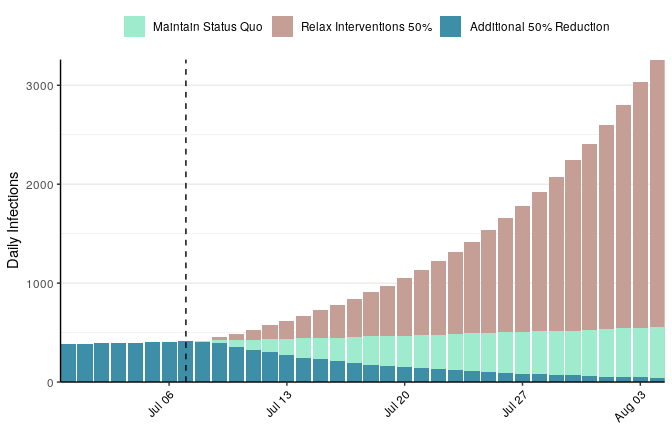 Maintain Status Quo Relax Interventions 50% Additional 50% Reduction
Daily Infections
3000
2000
1000
0
Jul 06 Jul 13 Jul 20 Jul 27 Aug 03